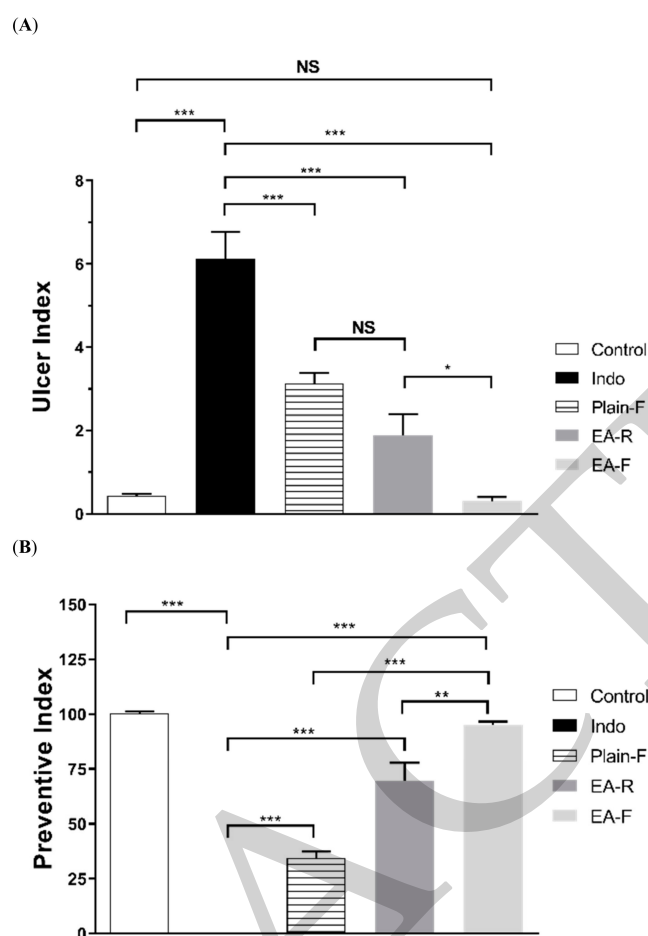 (A)
NS
***
***
***
***
NS
*
8
6
4
2
0
Ulcer Index
Control
Indo
Plain-F
EA-R
EA-F
(B)
150
125
100
75
50
25
0
Preventive Index
***
***
***
**
***
***
Control
Indo
Plain-F
EA-R
EA-F
ACT